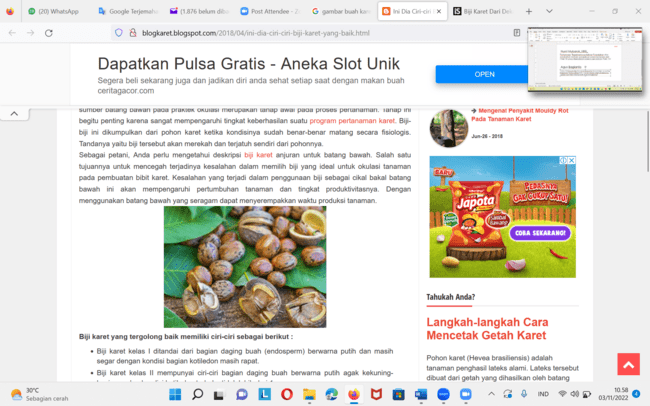 (20) WhatsApp
Google Terjemah
(1.876 belum diba
Post Attendee - Z
gambar buah kar
Ini Dia Ciri-ciri
Biji Karet Dari Dok
blogkaret.blogspot.com/2018/04/ini-dia-ciri-ciri-biji-karet-yang-baik.html
Dapatkan Pulsa Gratis - Aneka Slot Unik
Segera beli sekarang juga dan jadikan diri anda sehat setiap saat dengan makan buah
ceritagacor.com
OPEN
sumber batang bawah pada praktek okulasi merupakan tahap awal pada proses pertanaman. Tahap ini
begitu penting karena sangat mempengaruhi tingkat keberhasilan suatu program pertanaman karet. Biji-
biji ini dikumpulkan dari pohon karet ketika kondisinya sudah benar-benar matang secara fisiologis.
Tandanya yaitu biji tersebut akan merekah dan terjatuh sendiri dari pohonnya.
Sebagai petani, Anda perlu mengetahui deskripsi biji karet anjuran untuk batang bawah. Salah satu
tujuannya untuk mencegah terjadinya kesalahan dalam memilih biji yang ideal untuk okulasi tanaman
pada pembuatan bibit karet. Kesalahan yang terjadi dalam penggunaan biji sebagai cikal bakal batang
bawah ini akan mempengaruhi pertumbuhan tanaman dan tingkat produktivitasnya. Dengan
menggunakan batang bawah yang seragam dapat menyerempakkan waktu produksi tanaman.
Biji karet yang tergolong baik memiliki ciri-ciri sebagai berikut :
• Biji karet kelas I ditandai dari bagian daging buah (endosperm) berwarna putih dan masih
segar dengan kondisi bagian kotiledon masih rapat.
• Biji karet kelas II mempunyai ciri-ciri bagian daging buah berwarna putih agak kekuning-
➔ Mengenal Penyakit Mouldy Rot
Pada Tanaman Karet
Jun-26 - 2018
BARU
Japota
PEDASNYA
GAK CUKUP SATU!
COBA SEKARANG!
Tahukah Anda?
Langkah-langkah Cara
Mencetak Getah Karet
Pohon karet (Hevea brasiliensis) adalah
tanaman penghasil lateks alami. Lateks tersebut
dibuat dari getah yang dihasilkan oleh batang
30°C
Sebagian cerah
IND
10.58
03/11/2022